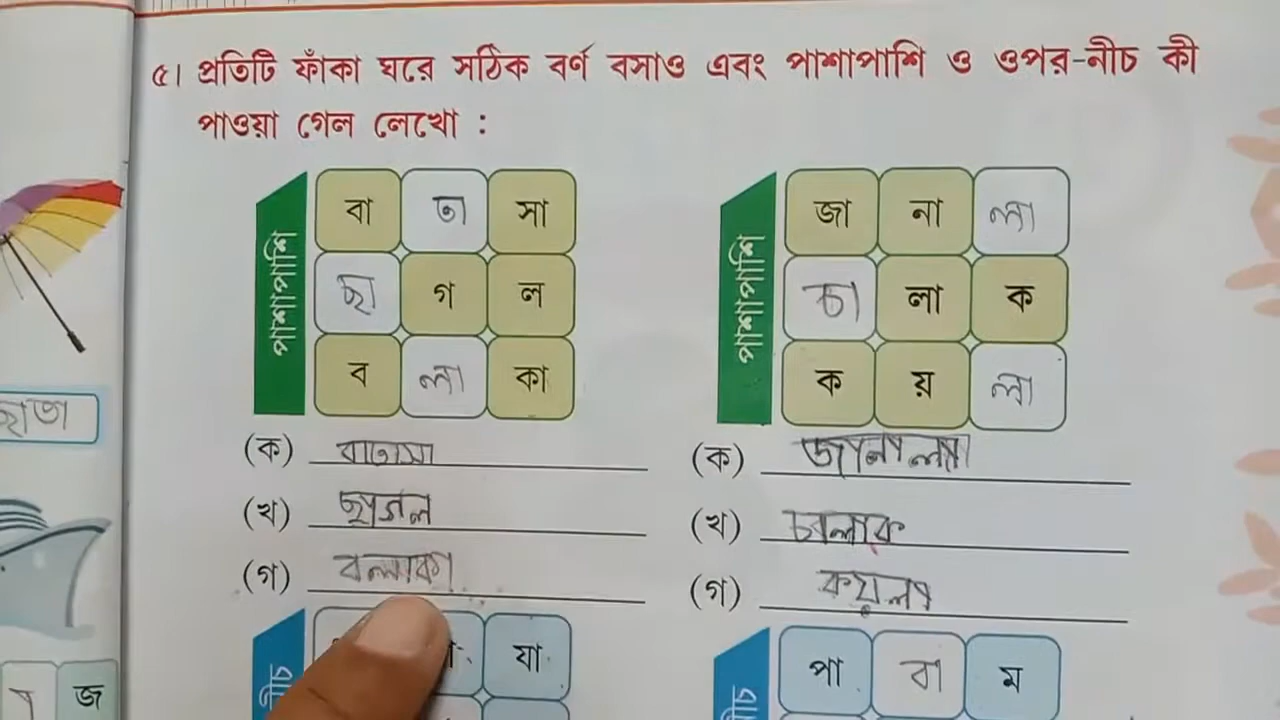 ৫। প্রতিটি ফাঁকা ঘরে সঠিক বর্ণ বসাও এবং পাশাপাশি ও ওপর-নীচ কী
পাওয়া গেল লেখো :
পাশাপাশি
বা তা সা
ছা গ ল
ব লা কা
(ক) বাতাসা
(খ) ছাগল
(গ) বলাকা
পাশাপাশি
জা না লা
চা লা ক
ক য় লা
(ক) জানালা
(খ) চালাক
(গ) কয়লা
ছাতা
জ
নীচ
যা
নীচ
পা বা ম